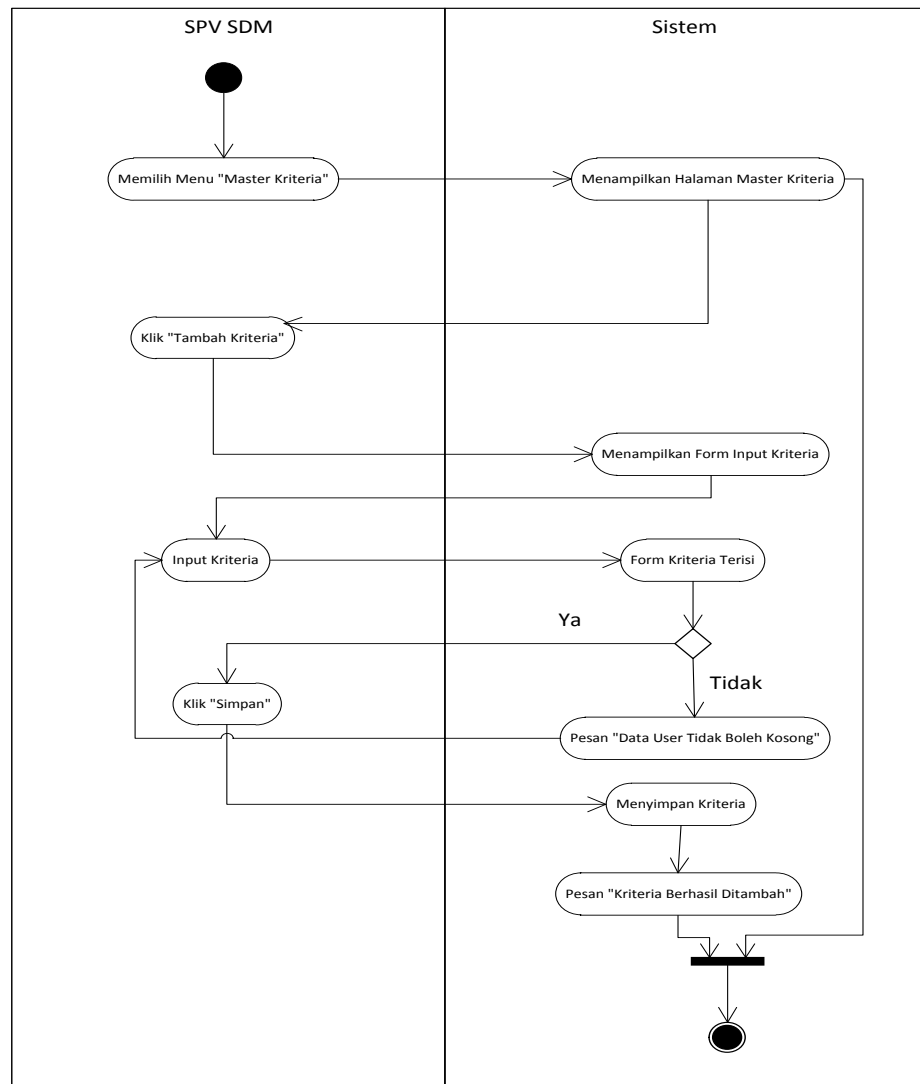 SPV SDM
Sistem
Memilih Menu "Master Kriteria"
Menampilkan Halaman Master Kriteria
Klik "Tambah Kriteria"
Menampilkan Form Input Kriteria
Input Kriteria
Form Kriteria Terisi
Ya
Tidak
Klik "Simpan"
Pesan "Data User Tidak Boleh Kosong"
Menyimpan Kriteria
Pesan "Kriteria Berhasil Ditambah"